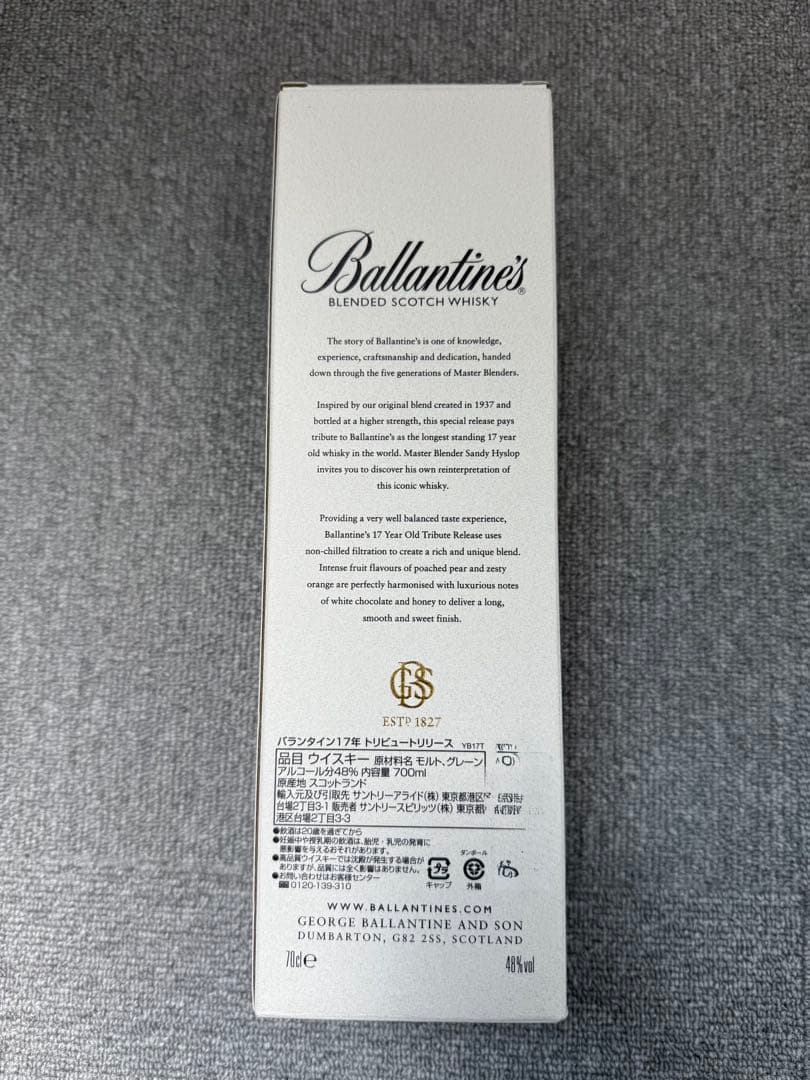 Ballantine's®
BLENDED SCOTCH WHISKY
The story of Ballantine's is one of knowledge,
experience, craftsmanship and dedication, handed
down through the five generations of Master Blenders.
Inspired by our original blend created in 1937 and
bottled at a higher strength, this special release pays
tribute to Ballantine's as the longest standing 17 year
old whisky in the world. Master Blender Sandy Hyslop
invites you to discover his own reinterpretation of
this iconic whisky.
Providing a very well balanced taste experience,
Ballantine's 17 Year Old Tribute Release uses
non-chilled filtration to create a rich and unique blend.
Intense fruit flavours of poached pear and zesty
orange are perfectly harmonised with luxurious notes
of white chocolate and honey to deliver a long,
smooth and sweet finish.
GBS
ESTD 1827
バランタイン17年 トリビュートリリース YB17T
品目 ウイスキー 原材料名 モルト、グレーン
アルコール分48% 内容量 700ml
原産地 スコットランド
輸入元及び引取先 サントリーアライド(株) 東京都港区
台場2丁目3-1 販売者 サントリースピリッツ(株) 東京都
港区台場2丁目3-3
●飲酒は20歳を過ぎてから
●妊娠中や授乳期の飲酒は、胎児・乳児の発育に
悪影響を与えるおそれがあります。
●高品質ウイスキーでは沈殿が発生する場合が
ありますが、品質には全く影響はありません。
●お問い合わせはお客様センター
0120-139-310
プラ
キャップ
ダンボール
外箱
WWW.BALLANTINES.COM
GEORGE BALLANTINE AND SON
DUMBARTON, G82 2SS, SCOTLAND
70cl e
48%vol